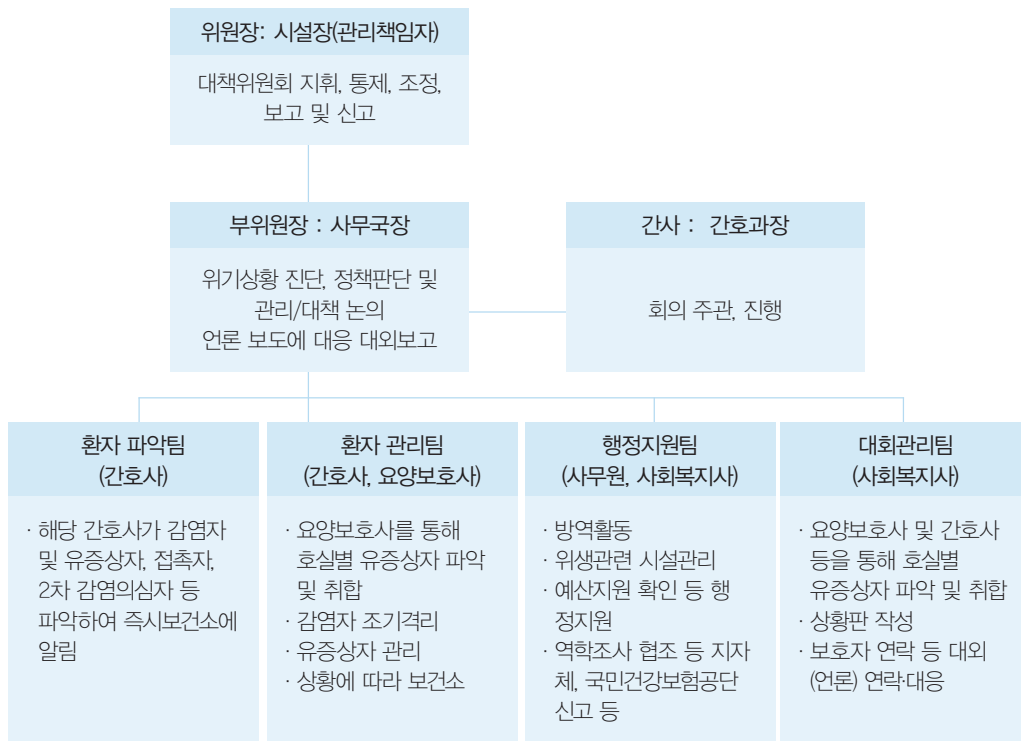 위원장: 시설장(관리책임자)
대책위원회 지휘, 통제, 조정,
보고 및 신고
부위원장 : 사무국장
위기상황 진단, 정책판단 및
관리/대책 논의
언론 보도에 대응 대외보고
간사 : 간호과장
회의 주관, 진행
환자 파악팀
(간호사)
· 해당 간호사가 감염자
및 유증상자, 접촉자,
2차 감염의심자 등
파악하여 즉시보건소에
알림
환자 관리팀
(간호사, 요양보호사)
· 요양보호사를 통해
호실별 유증상자 파악
및 취합
· 감염자 조기격리
· 유증상자 관리
· 상황에 따라 보건소
행정지원팀
(사무원, 사회복지사)
· 방역활동
· 위생관련 시설관리
· 예산지원 확인 등 행
정지원
· 역학조사 협조 등 지자
체, 국민건강보험공단
신고 등
대회관리팀
(사회복지사)
· 요양보호사 및 간호사
등을 통해 호실별
유증상자 파악 및 취합
· 상황판 작성
· 보호자 연락 등 대외
(언론) 연락·대응